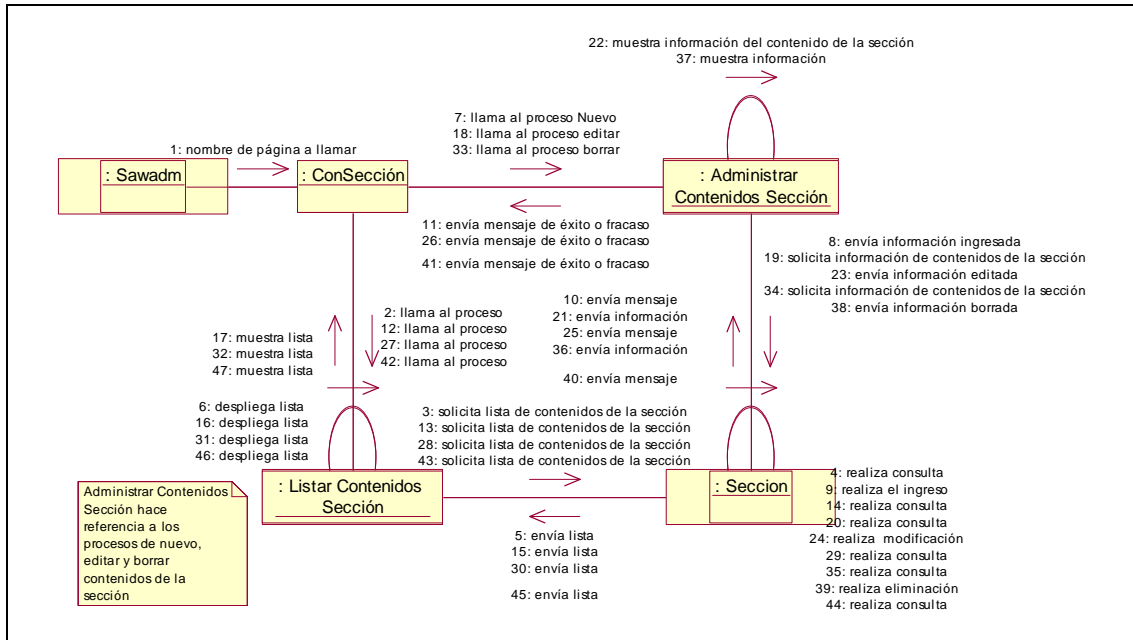 22: muestra información del contenido de la sección
37: muestra información
7: llama al proceso Nuevo
18: llama al proceso editar
33: llama al proceso borrar
1: nombre de página a llamar
: Sawadm
: ConSección
: Administrar
Contenidos Sección
11: envía mensaje de éxito o fracaso
26: envía mensaje de éxito o fracaso
41: envía mensaje de éxito o fracaso
8: envía información ingresada
19: solicita información de contenidos de la sección
23: envía información editada
34: solicita información de contenidos de la sección
38: envía información borrada
10: envía mensaje
21: envía información
25: envía mensaje
36: envía información
40: envía mensaje
2: llama al proceso
12: llama al proceso
27: llama al proceso
42: llama al proceso
17: muestra lista
32: muestra lista
47: muestra lista
6: despliega lista
16: despliega lista
31: despliega lista
46: despliega lista
3: solicita lista de contenidos de la sección
13: solicita lista de contenidos de la sección
28: solicita lista de contenidos de la sección
43: solicita lista de contenidos de la sección
: Listar Contenidos
Sección
: Seccion
4: realiza consulta
9: realiza el ingreso
14: realiza consulta
20: realiza consulta
24: realiza modificación
29: realiza consulta
35: realiza consulta
39: realiza eliminación
44: realiza consulta
5: envía lista
15: envía lista
30: envía lista
45: envía lista
Administrar Contenidos
Sección hace
referencia a los
procesos de nuevo,
editar y borrar
contenidos de la
sección